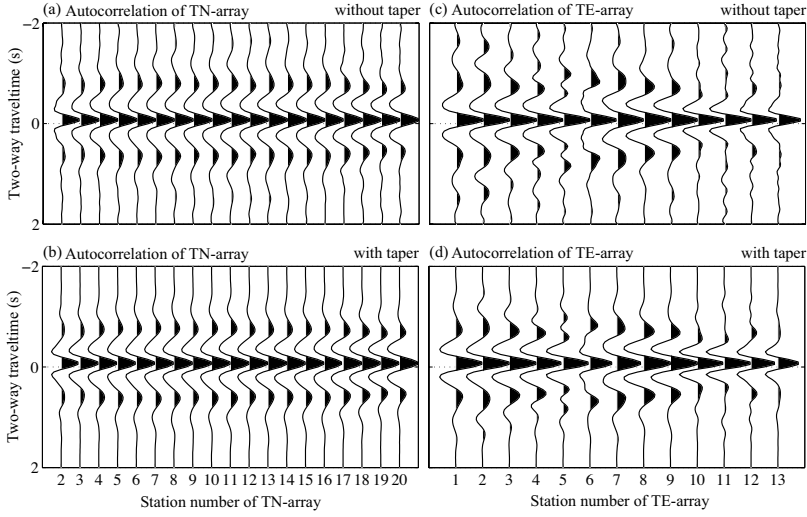 (a) Autocorrelation of TN-array without taper
(c) Autocorrelation of TE-array without taper
−2
0
2
Two-way traveltime (s)
(b) Autocorrelation of TN-array with taper
(d) Autocorrelation of TE-array with taper
−2
0
2
Two-way traveltime (s)
2 3 4 5 6 7 8 9 10 11 12 13 14 15 16 17 18 19 20
1 2 3 4 5 6 7 8 9 10 11 12 13
Station number of TN-array
Station number of TE-array